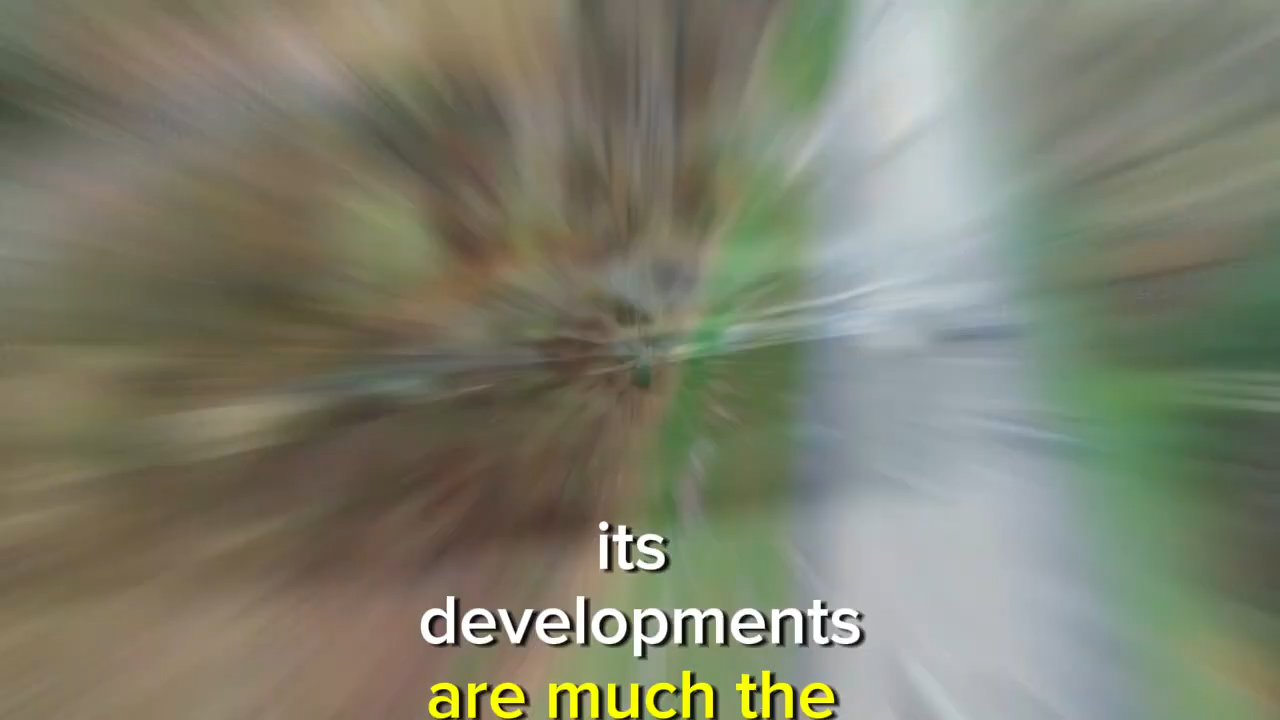 its
developments
are much the